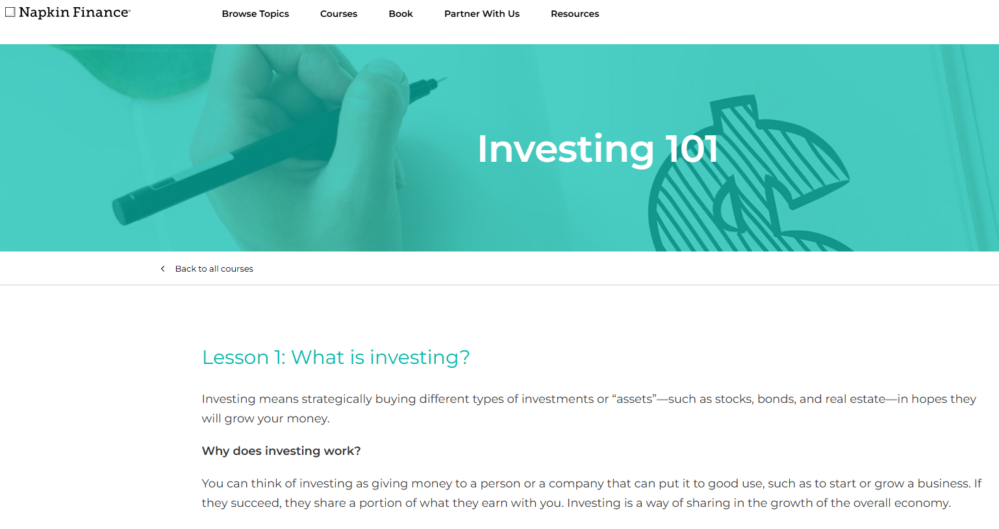 Napkin Finance®
Browse Topics Courses Book Partner With Us Resources
Investing 101
Back to all courses
Lesson 1: What is investing?
Investing means strategically buying different types of investments or “assets”—such as stocks, bonds, and real estate—in hopes they
will grow your money.
Why does investing work?
You can think of investing as giving money to a person or a company that can put it to good use, such as to start or grow a business. If
they succeed, they share a portion of what they earn with you. Investing is a way of sharing in the growth of the overall economy.